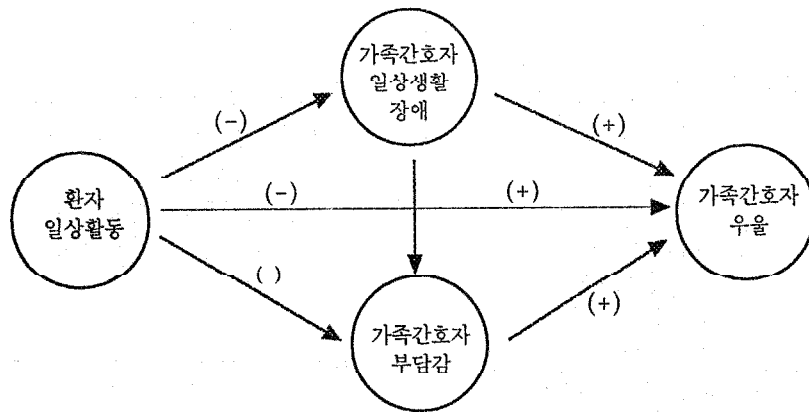 가족간호자
일상생활
장애
(-)
(+)
환자
일상활동
(-)
(+)
가족간호자
우울
( )
가족간호자
부담감
(+)